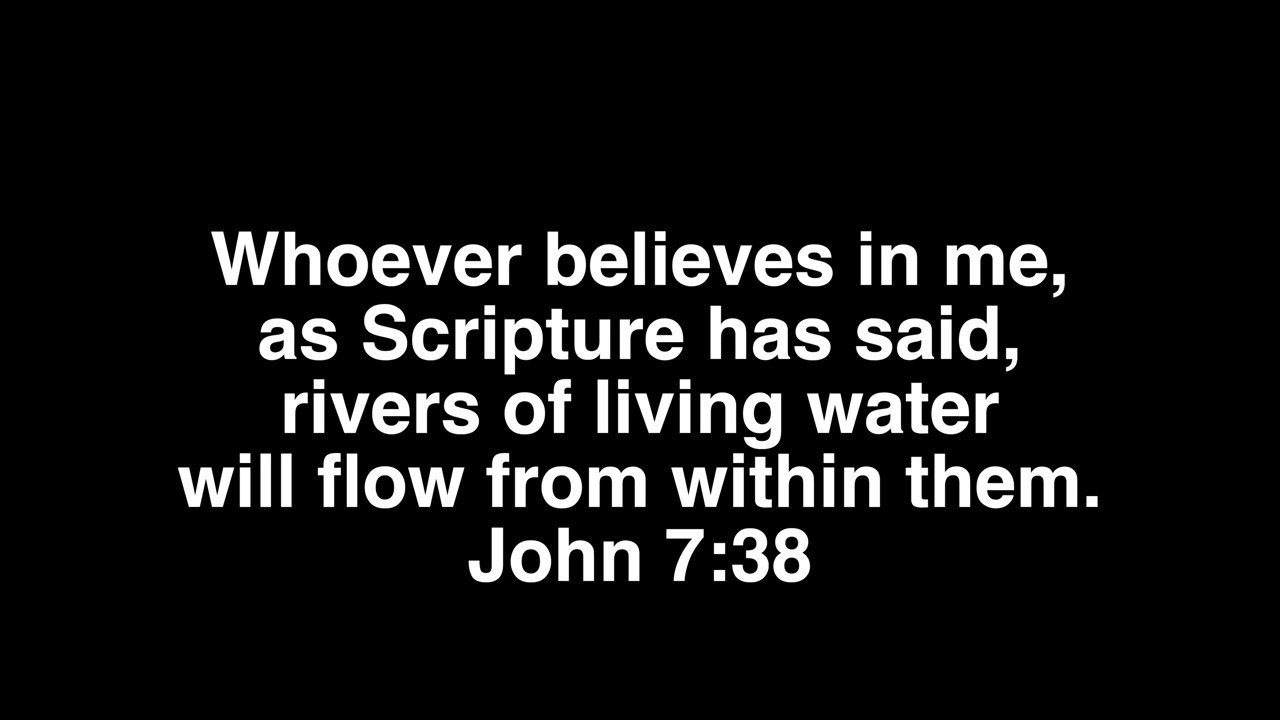 Whoever believes in me,
as Scripture has said,
rivers of living water
will flow from within them.
John 7:38